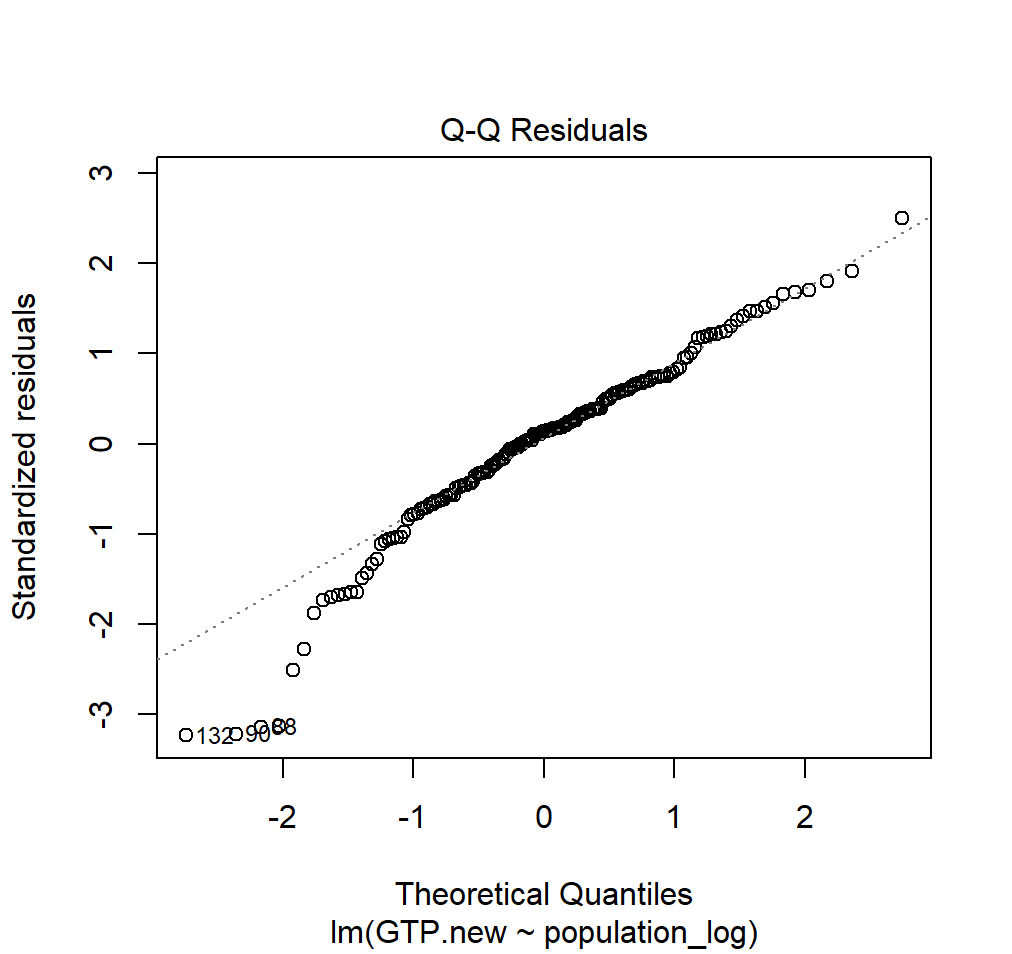 Q-Q Residuals
Standardized residuals
3
2
1
0
-1
-2
-3
132
90
88
-2 -1 0 1 2
Theoretical Quantiles
lm(GTP.new ~ population_log)